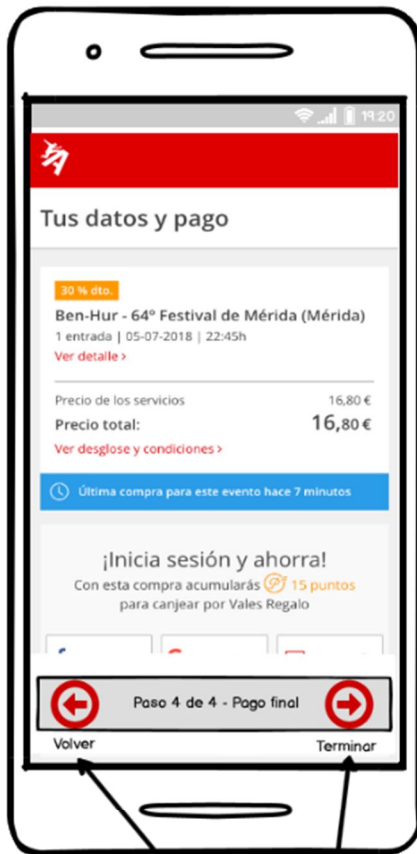 19:20
Tus datos y pago
30 % dto.
Ben-Hur - 64º Festival de Mérida (Mérida)
1 entrada | 05-07-2018 | 22:45h
Ver detalle >
Precio de los servicios 16,80 €
Precio total: 16,80 €
Ver desglose y condiciones >
Última compra para este evento hace 7 minutos
¡Inicia sesión y ahorra!
Con esta compra acumularás 15 puntos
para canjear por Vales Regalo
Paso 4 de 4 - Pago final
Volver Terminar